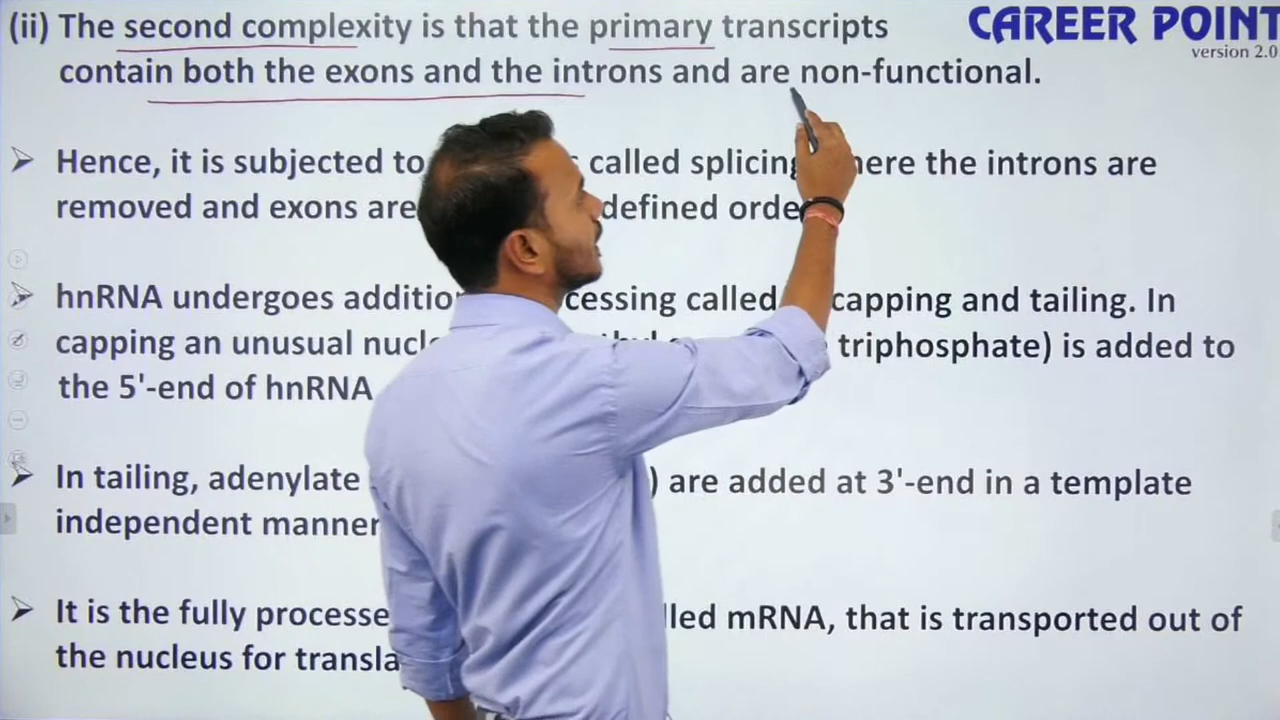 (ii) The second complexity is that the primary transcripts
CAREER POINT
version 2.0
contain both the exons and the introns and are non-functional.
Hence, it is subjected to called splicing here the introns are
removed and exons are defined orde
hnRNA undergoes additio cessing called capping and tailing. In
capping an unusual nucl triphosphate) is added to
the 5'-end of hnRNA
In tailing, adenylate ) are added at 3'-end in a template
independent manner
It is the fully processe lled mRNA, that is transported out of
the nucleus for transla